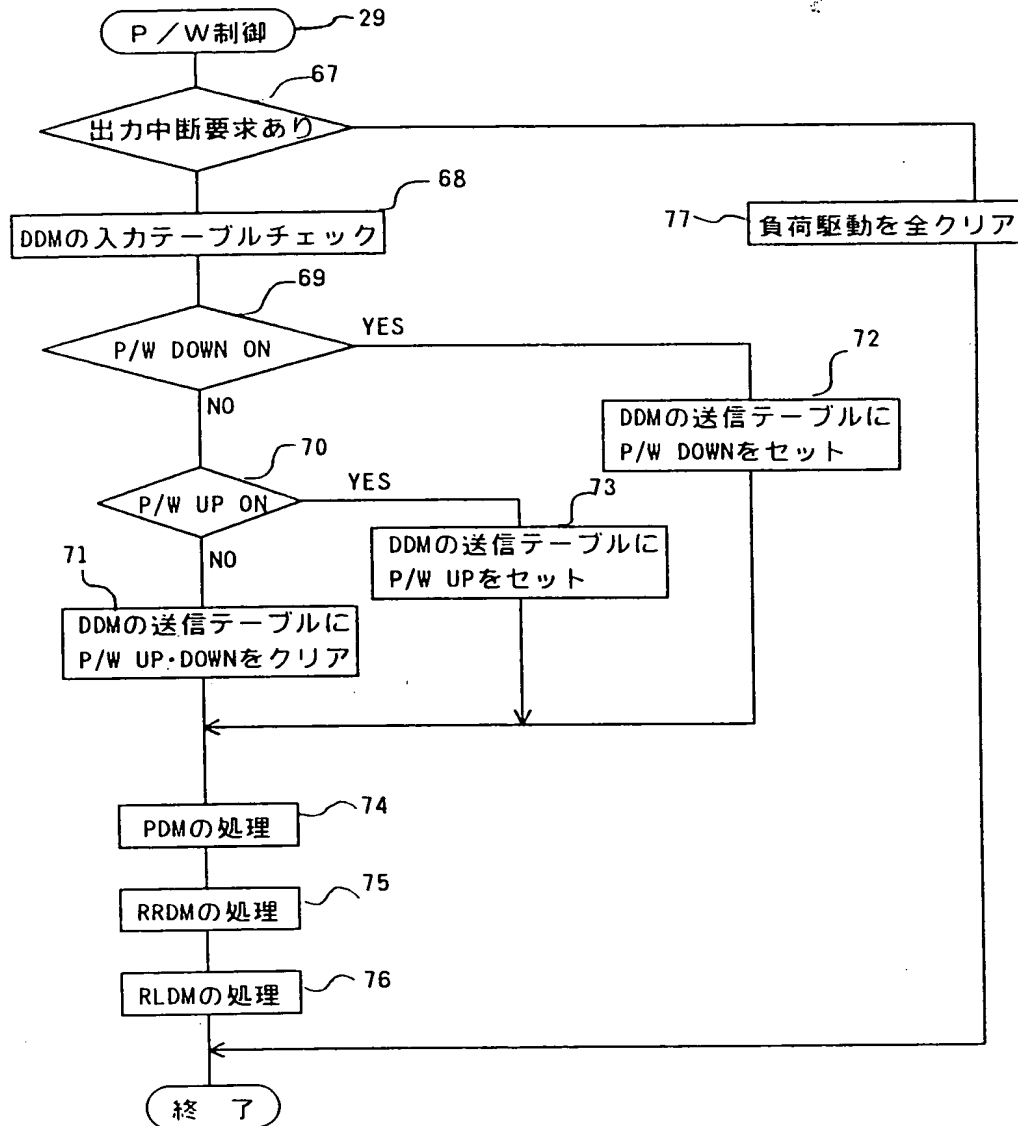 P/W制御
29
67
出力中断要求あり
68
DDMの入力テーブルチェック
77
負荷駆動を全クリア
69
P/W DOWN ON
YES
NO
72
DDMの送信テーブルに
P/W DOWNをセット
70
P/W UP ON
YES
NO
73
DDMの送信テーブルに
P/W UPをセット
71
DDMの送信テーブルに
P/W UP・DOWNをクリア
74
PDMの処理
75
RRDMの処理
76
RLDMの処理
終 了